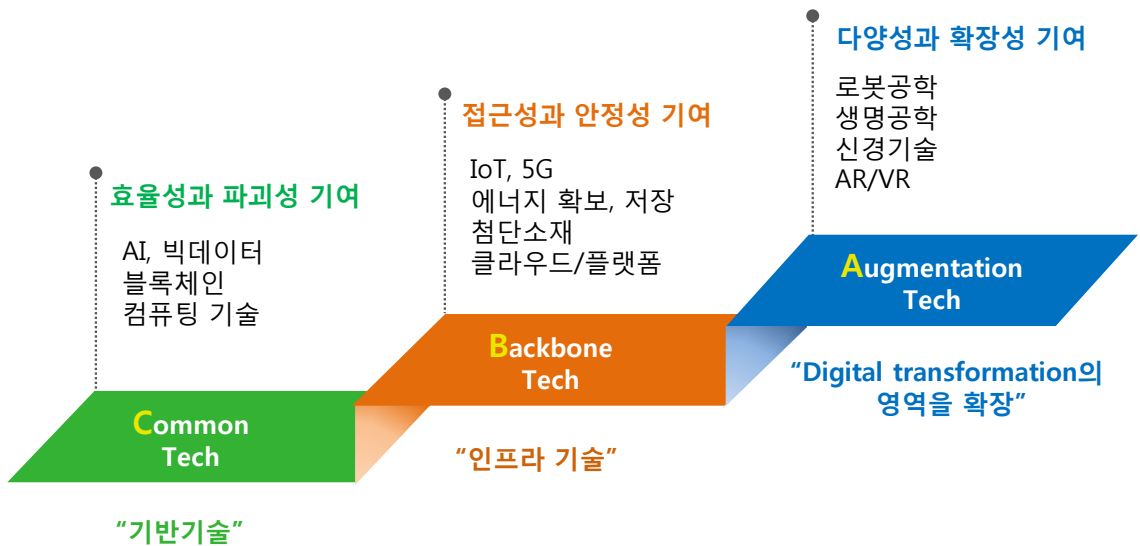 다양성과 확장성 기여
로봇공학
생명공학
신경기술
AR/VR
접근성과 안정성 기여
IoT, 5G
에너지 확보, 저장
첨단소재
클라우드/플랫폼
효율성과 파괴성 기여
AI, 빅데이터
블록체인
컴퓨팅 기술
Augmentation
Tech
Backbone
Tech
Common
Tech
“Digital transformation의
영역을 확장”
“인프라 기술”
“기반기술”